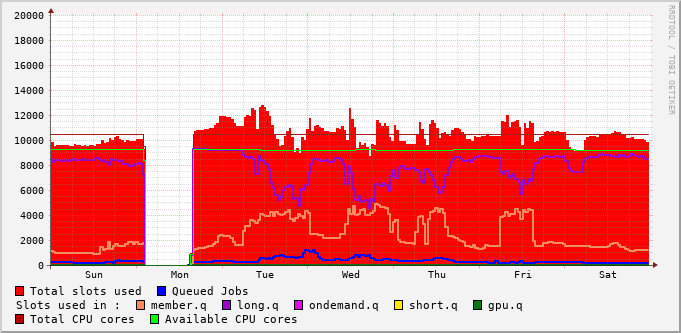 20000
18000
16000
14000
12000
10000
8000
6000
4000
2000
0
Sun Mon Tue Wed Thu Fri Sat
Total slots used Queued Jobs
Slots used in : member.q long.q ondemand.q short.q gpu.q
Total CPU cores Available CPU cores
RRDTOOL / TOBI OETIKER